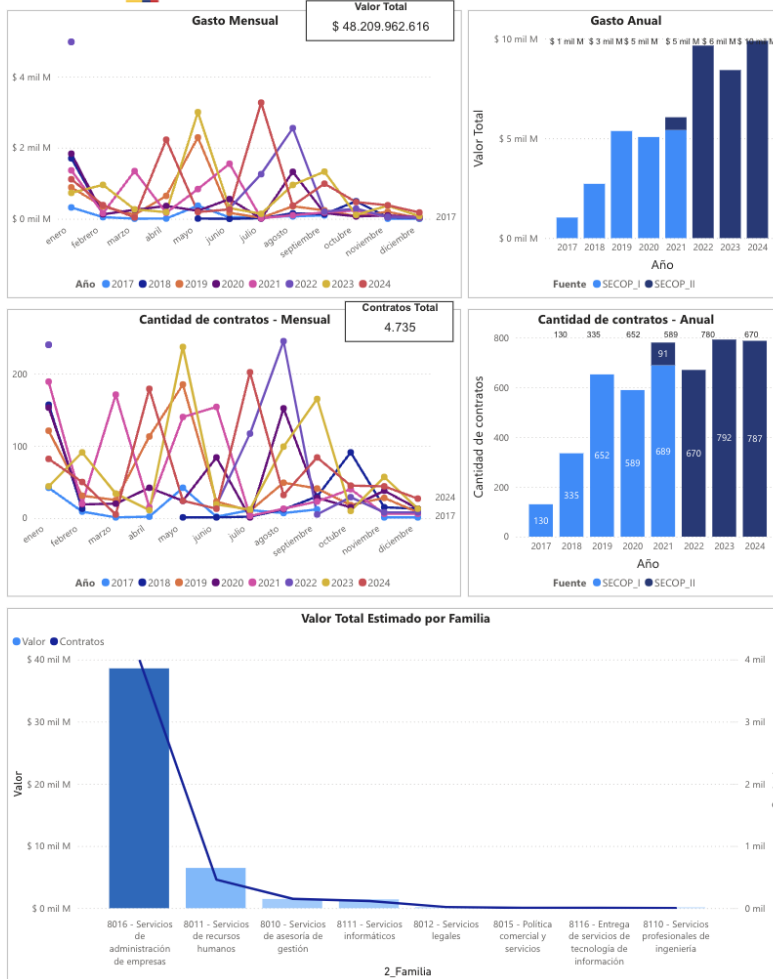 Gasto Mensual
Valor Total
$ 48.209.962.616
$ 4 mil M
$ 2 mil M
$ 0 mil M
2017
enero febrero marzo abril mayo junio julio agosto septiembre octubre noviembre diciembre
Año 2017 2018 2019 2020 2021 2022 2023 2024
Gasto Anual
$ 10 mil M
$ 1 mil M $ 3 mil M $ 5 mil M $ 5 mil M $ 6 mil M $ 10 mil M
Valor Total
$ 5 mil M
$ 0 mil M
2017 2018 2019 2020 2021 2022 2023 2024
Año
Fuente SECOP_I SECOP_II
Cantidad de contratos - Mensual
Contratos Total
4.735
200
100
0
2024
2017
enero febrero marzo abril mayo junio julio agosto septiembre octubre noviembre diciembre
Año 2017 2018 2019 2020 2021 2022 2023 2024
Cantidad de contratos - Anual
130 335 652 589 780 670
800
600
400
200
0
Cantidad de contratos
130 335 652 589 689 91 670 792 787
2017 2018 2019 2020 2021 2022 2023 2024
Año
Fuente SECOP_I SECOP_II
Valor Total Estimado por Familia
Valor Contratos
$ 40 mil M
$ 30 mil M
$ 20 mil M
$ 10 mil M
$ 0 mil M
Valor
4 mil
3 mil
2 mil
1 mil
0 mil
8016 - Servicios de administración de empresas
8011 - Servicios de recursos humanos
8010 - Servicios de asesoría de gestión
8111 - Servicios informáticos
8012 - Servicios legales
8015 - Política comercial y servicios
8116 - Entrega de servicios de tecnología de información
8110 - Servicios profesionales de ingeniería
2_Familia